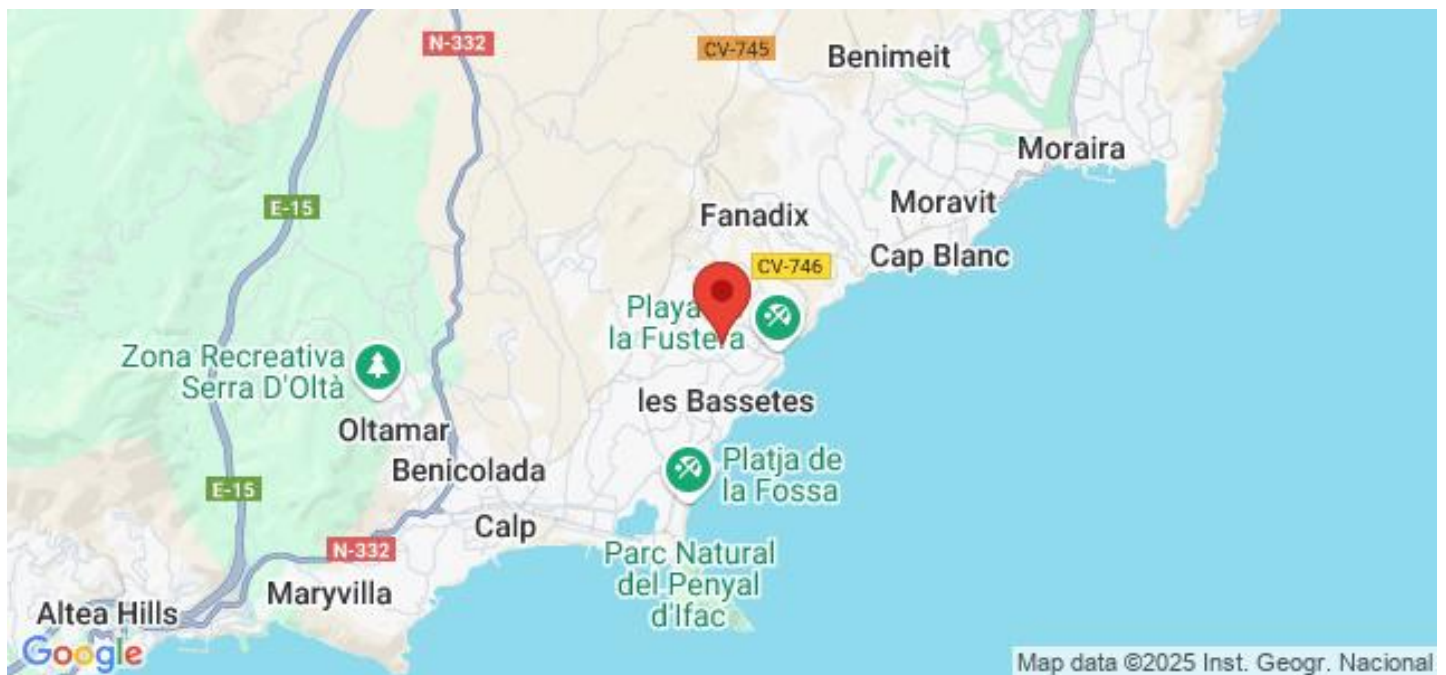 N-332
CV-745
Benimeit
Moraira
E-15
Moravit
Fanadix
Cap Blanc
CV-746
Playa
la Fustera
Zona Recreativa
Serra D'Oltà
les Bassetes
Oltamar
Benicolada
Platja de
la Fossa
E-15
Calp
N-332
Parc Natural
del Penyal
d'Ifac
Maryvilla
Altea Hills
Google
Map data ©2025 Inst. Geogr. Nacional